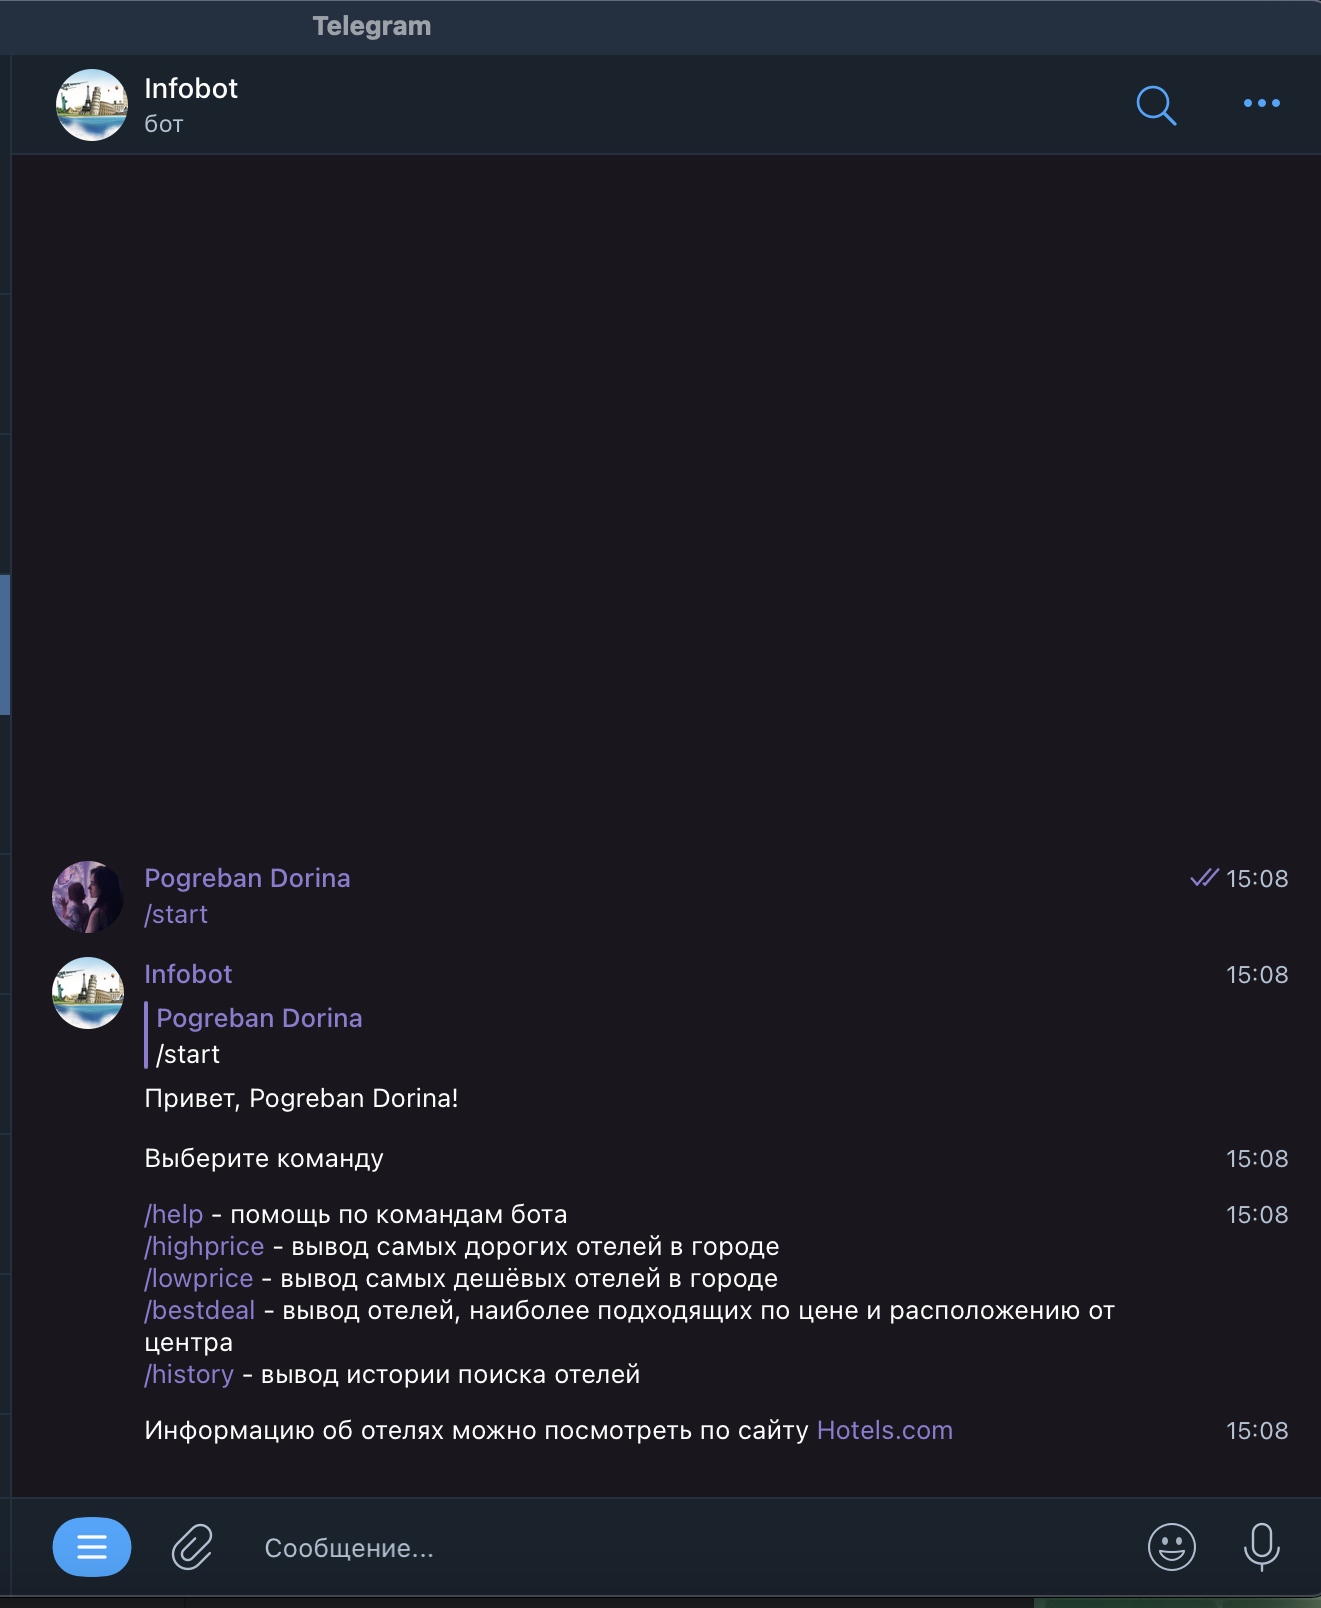 Telegram
Infobot
бот
Pogreban Dorina 15:08
/start
Infobot 15:08
Pogreban Dorina
/start
Привет, Pogreban Dorina!
Выберите команду 15:08
/help - помощь по командам бота 15:08
/highprice - вывод самых дорогих отелей в городе
/lowprice - вывод самых дешёвых отелей в городе
/bestdeal - вывод отелей, наиболее подходящих по цене и расположению от
центра
/history - вывод истории поиска отелей
Информацию об отелях можно посмотреть по сайту Hotels.com 15:08
Сообщение...